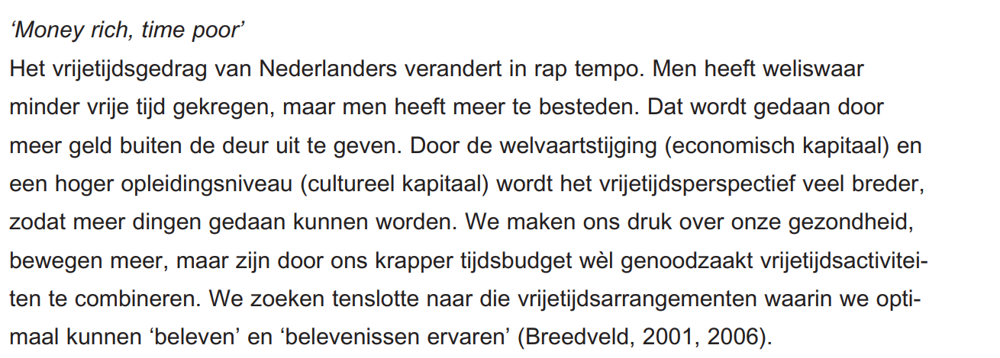 ‘Money rich, time poor’
Het vrijetijdsgedrag van Nederlanders verandert in rap tempo. Men heeft weliswaar
minder vrije tijd gekregen, maar men heeft meer te besteden. Dat wordt gedaan door
meer geld buiten de deur uit te geven. Door de welvaartstijging (economisch kapitaal) en
een hoger opleidingsniveau (cultureel kapitaal) wordt het vrijetijdsperspectief veel breder,
zodat meer dingen gedaan kunnen worden. We maken ons druk over onze gezondheid,
bewegen meer, maar zijn door ons krapper tijdsbudget wèl genoodzaakt vrijetijdsactivitei-
ten te combineren. We zoeken tenslotte naar die vrijetijdsarrangementen waarin we opti-
maal kunnen ‘beleven’ en ‘belevenissen ervaren’ (Breedveld, 2001, 2006).